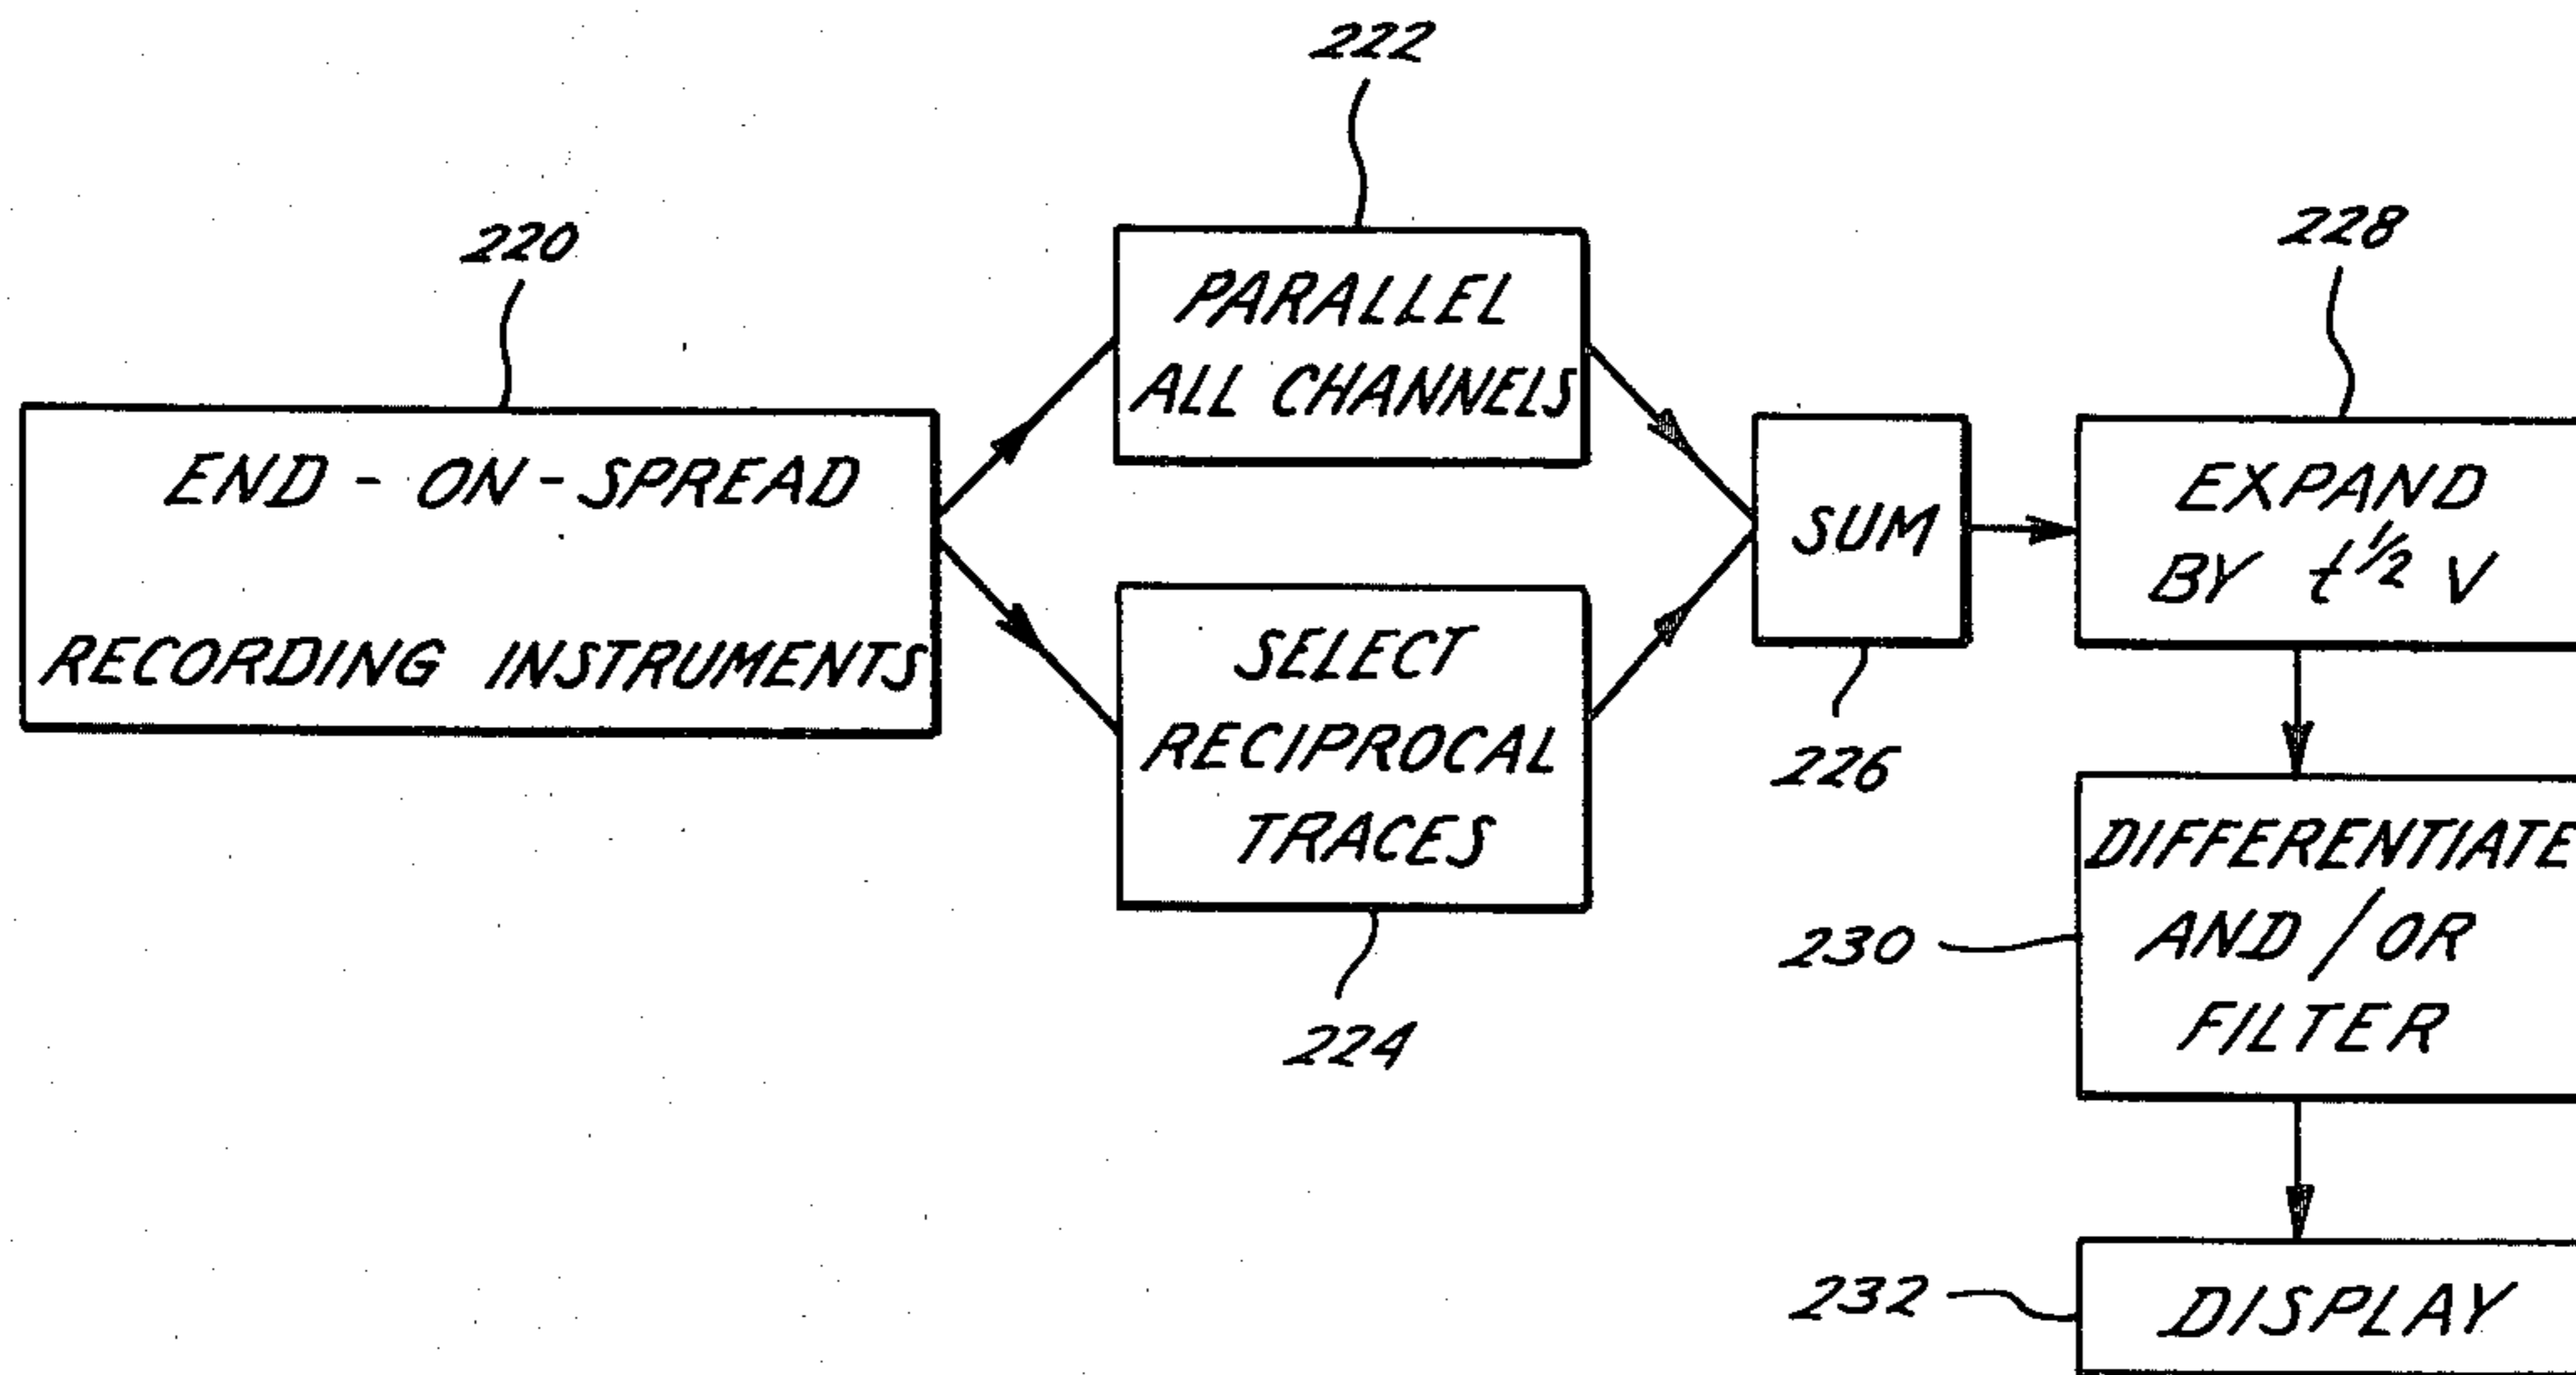 222
220
228
PARALLEL
ALL CHANNELS
END - ON - SPREAD
RECORDING INSTRUMENTS
SUM
EXPAND
BY t½ V
SELECT
RECIPROCAL
TRACES
226
224
DIFFERENTIATE
AND / OR
FILTER
230
232
DISPLAY